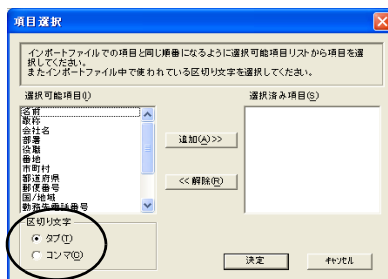 項目選択
インポートファイルでの項目と同じ順番になるように選択可能項目リストから項目を選
択してください。
またインポートファイル中で使われている区切り文字を選択してください。
選択可能項目(I)
選択済み項目(S)
名前
敬称
会社名
部署
役職
番地
市町村
都道府県
郵便番号
国/地域
勤務先電話番号
追加(A)>>
<<解除(R)
区切り文字
タブ(T)
コンマ(O)
決定
キャンセル